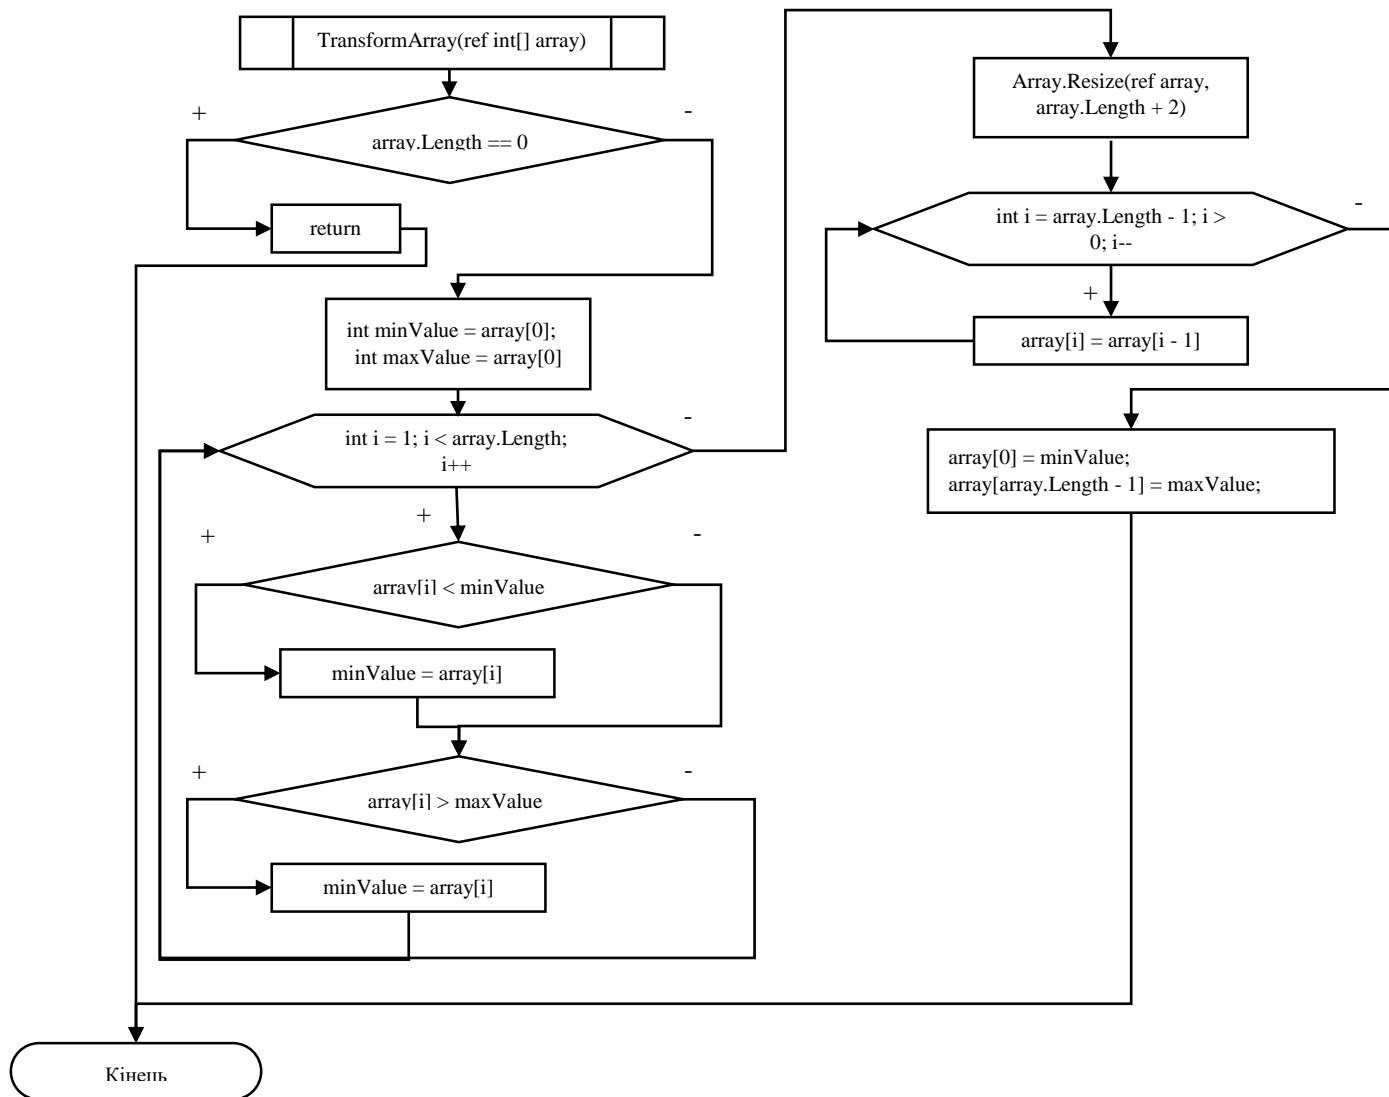 TransformArray(ref int[] array)
+
-
array.Length == 0
return
int minValue = array[0];
int maxValue = array[0]
-
int i = 1; i < array.Length;
i++
+
+
-
array[i] < minValue
minValue = array[i]
+
-
array[i] > maxValue
minValue = array[i]
Кінець
Array.Resize(ref array,
array.Length + 2)
-
int i = array.Length - 1; i >
0; i--
+
array[i] = array[i - 1]
array[0] = minValue;
array[array.Length - 1] = maxValue;